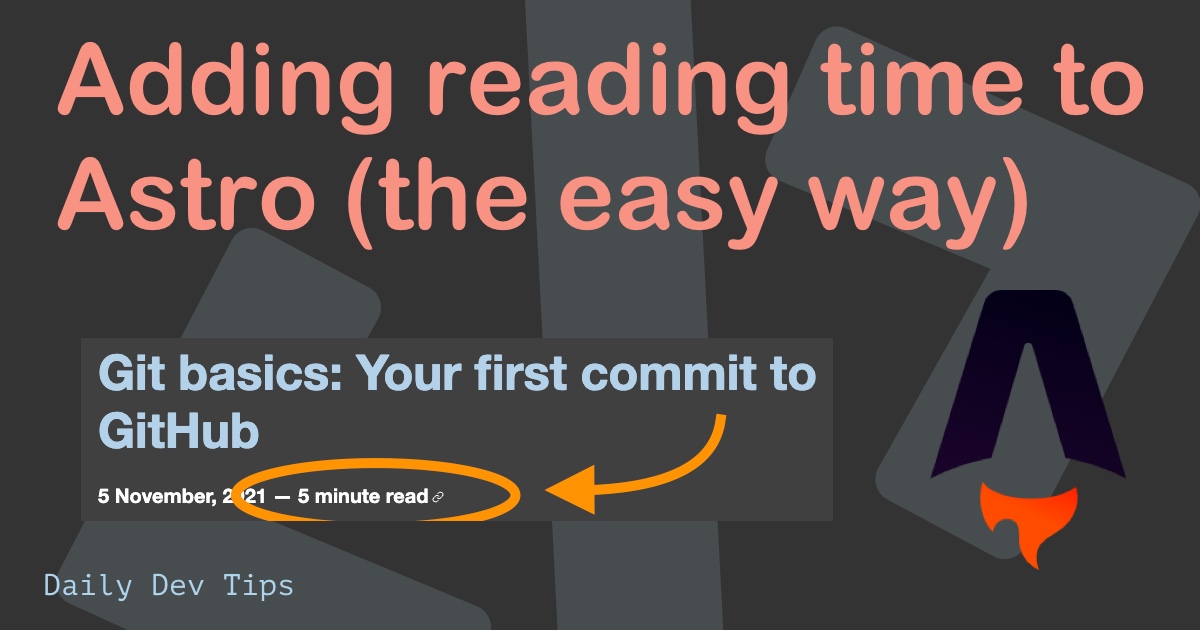 Adding reading time to
Astro (the easy way)
Git basics: Your first commit to
GitHub
5 November, 2021 — 5 minute read
Daily Dev Tips